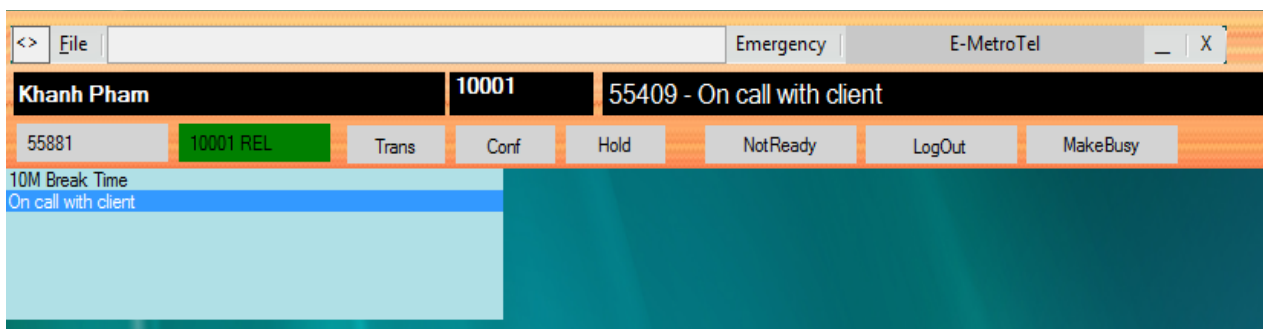 <> File Emergency E-MetroTel _ X
Khanh Pham 10001 55409 - On call with client
55881 10001 REL Trans Conf Hold NotReady LogOut MakeBusy
10M Break Time
On call with client